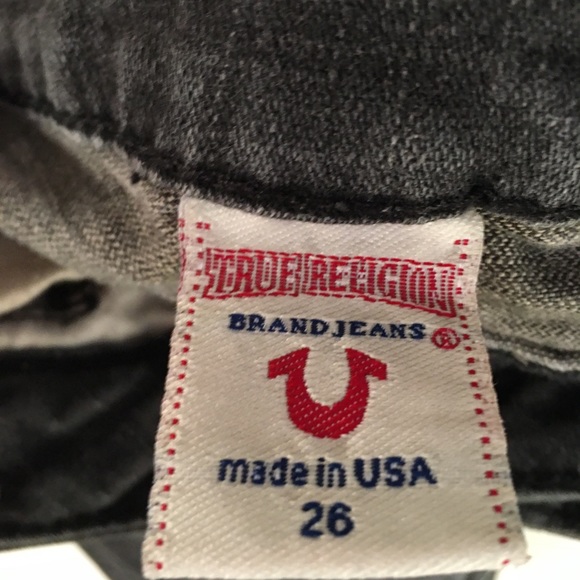 TRUE RELIGION
BRAND JEANS ®
made in USA
26